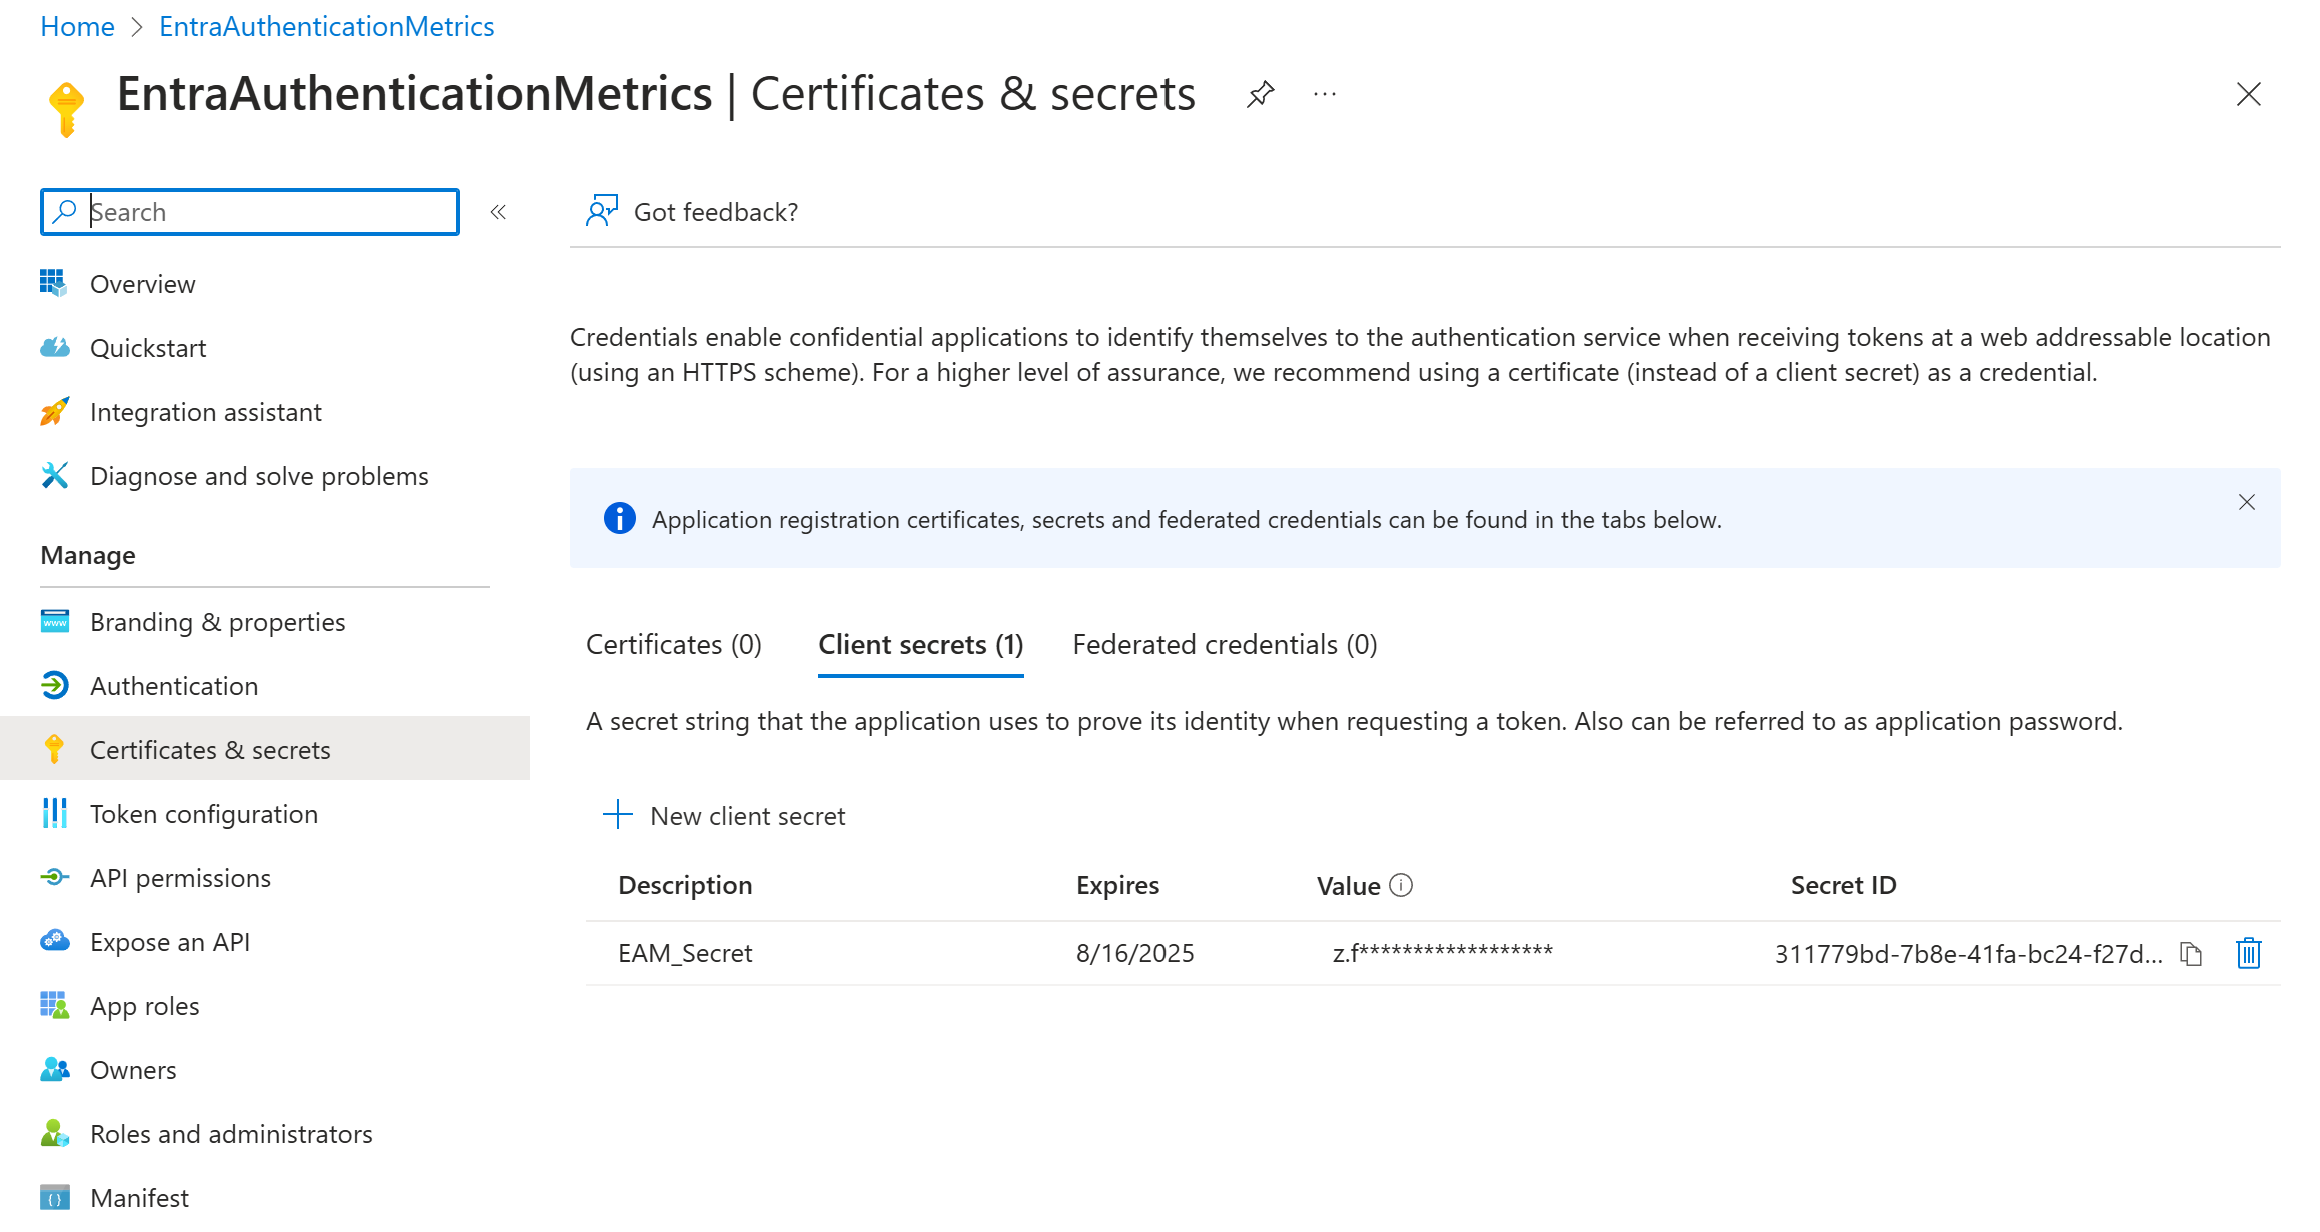 Home > EntraAuthenticationMetrics
EntraAuthenticationMetrics | Certificates & secrets
Search
Got feedback?
Overview
Quickstart
Integration assistant
Diagnose and solve problems
Manage
Branding & properties
Authentication
Certificates & secrets
Token configuration
API permissions
Expose an API
App roles
Owners
Roles and administrators
Manifest
Credentials enable confidential applications to identify themselves to the authentication service when receiving tokens at a web addressable location
(using an HTTPS scheme). For a higher level of assurance, we recommend using a certificate (instead of a client secret) as a credential.
Application registration certificates, secrets and federated credentials can be found in the tabs below.
Certificates (0) Client secrets (1) Federated credentials (0)
A secret string that the application uses to prove its identity when requesting a token. Also can be referred to as application password.
New client secret
Description Expires Value Secret ID
EAM_Secret 8/16/2025 z.f****************** 311779bd-7b8e-41fa-bc24-f27d...